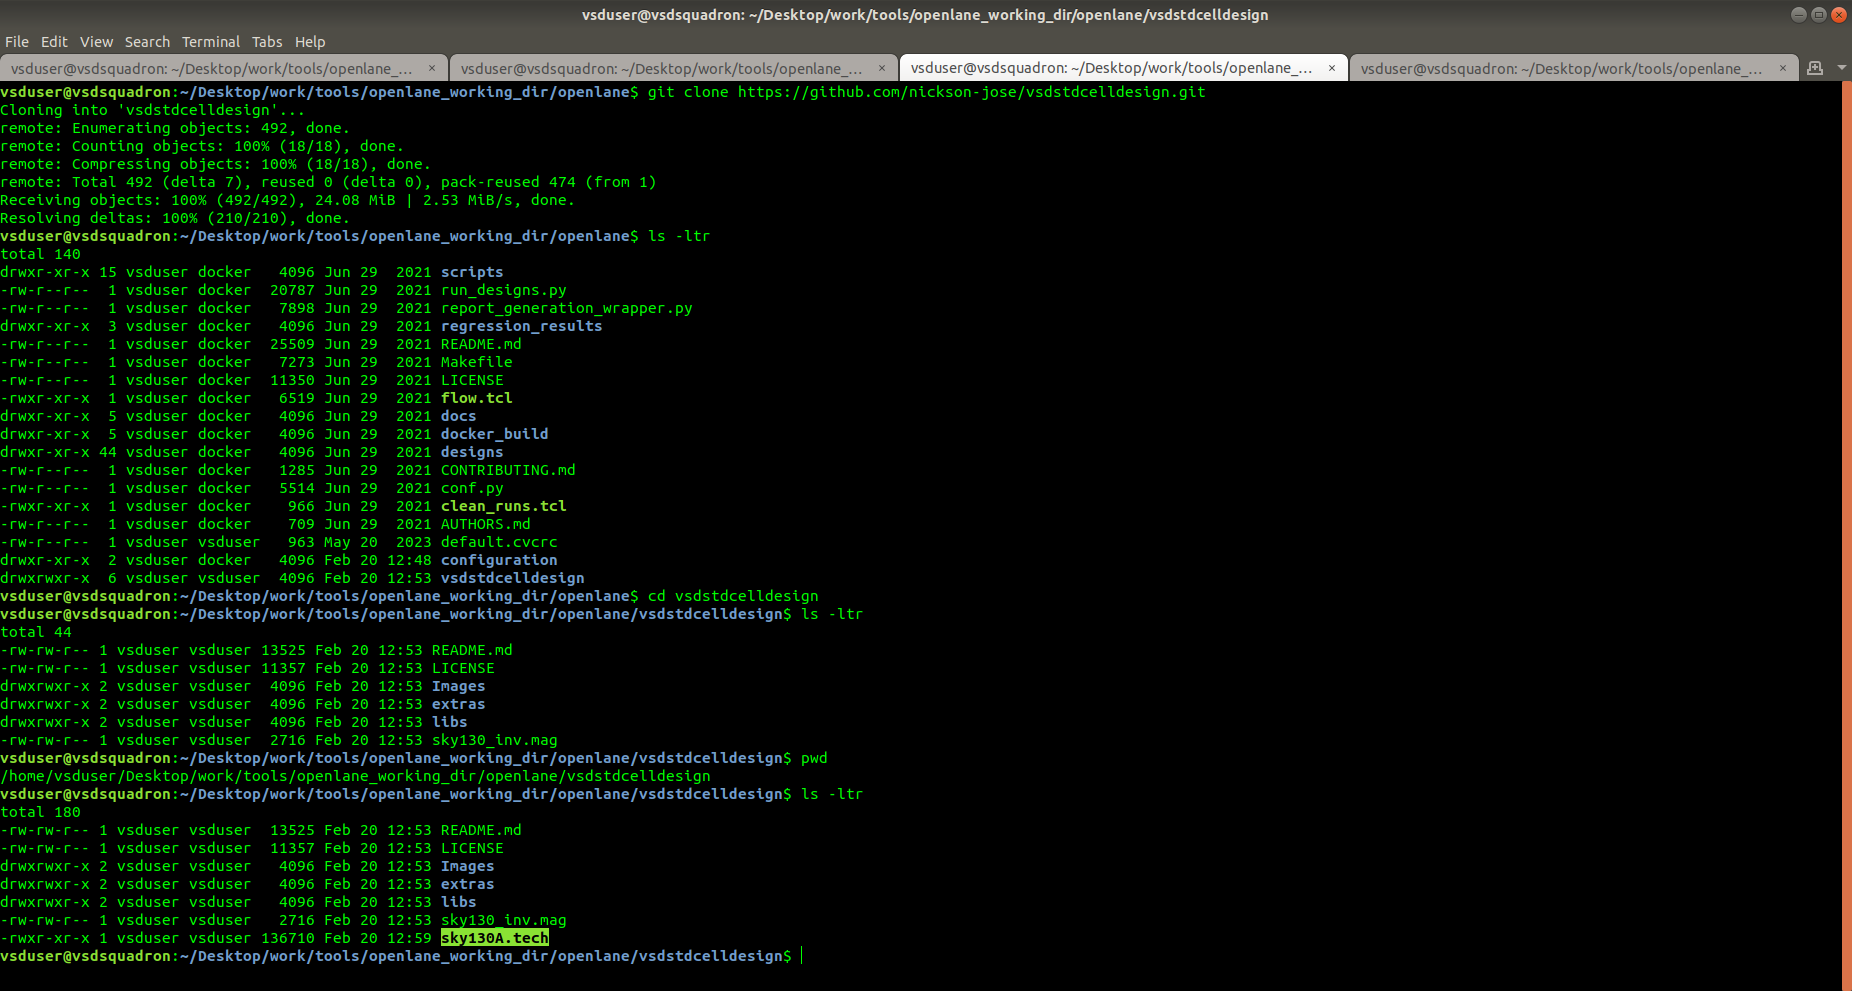 vsduser@vsdsquadron: ~/Desktop/work/tools/openlane_working_dir/openlane/vsdstdcelldesign
File Edit View Search Terminal Tabs Help
vsduser@vsdsquadron: ~/Desktop/work/tools/openlane_... × vsduser@vsdsquadron: ~/Desktop/work/tools/openlane_... × vsduser@vsdsquadron: ~/Desktop/work/tools/openlane_... × vsduser@vsdsquadron: ~/Desktop/work/tools/openlane_... ×
vsduser@vsdsquadron:~/Desktop/work/tools/openlane_working_dir/openlane$ git clone https://github.com/nickson-jose/vsdstdcelldesign.git
Cloning into 'vsdstdcelldesign'...
remote: Enumerating objects: 492, done.
remote: Counting objects: 100% (18/18), done.
remote: Compressing objects: 100% (18/18), done.
remote: Total 492 (delta 7), reused 0 (delta 0), pack-reused 474 (from 1)
Receiving objects: 100% (492/492), 24.08 MiB | 2.53 MiB/s, done.
Resolving deltas: 100% (210/210), done.
vsduser@vsdsquadron:~/Desktop/work/tools/openlane_working_dir/openlane$ ls -ltr
total 140
drwxr-xr-x 15 vsduser docker   4096 Jun 29  2021 scripts
-rw-r--r--  1 vsduser docker  20787 Jun 29  2021 run_designs.py
-rw-r--r--  1 vsduser docker   7898 Jun 29  2021 report_generation_wrapper.py
drwxr-xr-x  3 vsduser docker   4096 Jun 29  2021 regression_results
-rw-r--r--  1 vsduser docker  25509 Jun 29  2021 README.md
-rw-r--r--  1 vsduser docker   7273 Jun 29  2021 Makefile
-rw-r--r--  1 vsduser docker  11350 Jun 29  2021 LICENSE
-rwxr-xr-x  1 vsduser docker   6519 Jun 29  2021 flow.tcl
drwxr-xr-x  5 vsduser docker   4096 Jun 29  2021 docs
drwxr-xr-x  5 vsduser docker   4096 Jun 29  2021 docker_build
drwxr-xr-x 44 vsduser docker   4096 Jun 29  2021 designs
-rw-r--r--  1 vsduser docker   1285 Jun 29  2021 CONTRIBUTING.md
-rw-r--r--  1 vsduser docker   5514 Jun 29  2021 conf.py
-rwxr-xr-x  1 vsduser docker    966 Jun 29  2021 clean_runs.tcl
-rw-r--r--  1 vsduser docker    709 Jun 29  2021 AUTHORS.md
-rw-r--r--  1 vsduser vsduser   963 May 20  2023 default.cvcrc
drwxr-xr-x  2 vsduser docker   4096 Feb 20 12:48 configuration
drwxrwxr-x  6 vsduser vsduser  4096 Feb 20 12:53 vsdstdcelldesign
vsduser@vsdsquadron:~/Desktop/work/tools/openlane_working_dir/openlane$ cd vsdstdcelldesign
vsduser@vsdsquadron:~/Desktop/work/tools/openlane_working_dir/openlane/vsdstdcelldesign$ ls -ltr
total 44
-rw-rw-r-- 1 vsduser vsduser 13525 Feb 20 12:53 README.md
-rw-rw-r-- 1 vsduser vsduser 11357 Feb 20 12:53 LICENSE
drwxrwxr-x 2 vsduser vsduser  4096 Feb 20 12:53 Images
drwxrwxr-x 2 vsduser vsduser  4096 Feb 20 12:53 extras
drwxrwxr-x 2 vsduser vsduser  4096 Feb 20 12:53 libs
-rw-rw-r-- 1 vsduser vsduser  2716 Feb 20 12:53 sky130_inv.mag
vsduser@vsdsquadron:~/Desktop/work/tools/openlane_working_dir/openlane/vsdstdcelldesign$ pwd
/home/vsduser/Desktop/work/tools/openlane_working_dir/openlane/vsdstdcelldesign
vsduser@vsdsquadron:~/Desktop/work/tools/openlane_working_dir/openlane/vsdstdcelldesign$ ls -ltr
total 180
-rw-rw-r-- 1 vsduser vsduser  13525 Feb 20 12:53 README.md
-rw-rw-r-- 1 vsduser vsduser  11357 Feb 20 12:53 LICENSE
drwxrwxr-x 2 vsduser vsduser   4096 Feb 20 12:53 Images
drwxrwxr-x 2 vsduser vsduser   4096 Feb 20 12:53 extras
drwxrwxr-x 2 vsduser vsduser   4096 Feb 20 12:53 libs
-rw-rw-r-- 1 vsduser vsduser   2716 Feb 20 12:53 sky130_inv.mag
-rwxr-xr-x 1 vsduser vsduser 136710 Feb 20 12:59 sky130A.tech
vsduser@vsdsquadron:~/Desktop/work/tools/openlane_working_dir/openlane/vsdstdcelldesign$